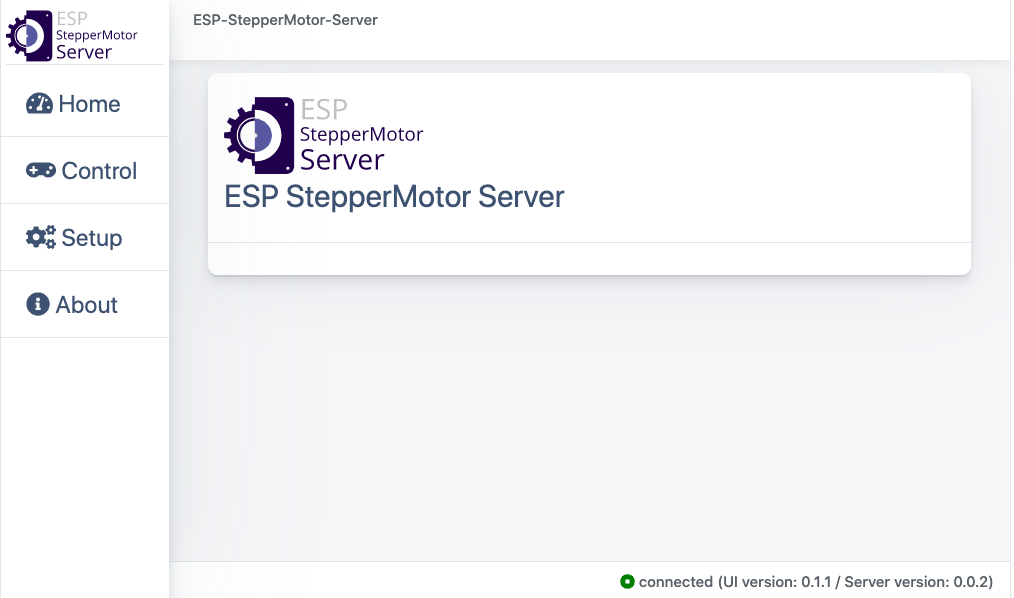 ESP
StepperMotor
Server
ESP-StepperMotor-Server
Home
Control
Setup
About
ESP
StepperMotor
Server
ESP StepperMotor Server
connected (UI version: 0.1.1 / Server version: 0.0.2)